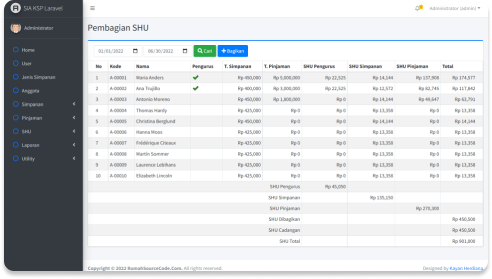 SIA KSP Laravel
Administrator
Home
User
Jenis Simpanan
Anggota
Simpanan
Pinjaman
SHU
Laporan
Utility
Administrator (admin)
Pembagian SHU
01/01/2022 06/30/2022 Cari Bagikan
No Kode Nama Pengurus T. Simpanan T. Pinjaman SHU Pengurus SHU Simpanan SHU Pinjaman Total
1 A-00001 Maria Anders Rp 450,000 Rp 5,000,000 Rp 22,525 Rp 14,144 Rp 137,908 Rp 174,577
2 A-00002 Ana Trujillo Rp 400,000 Rp 3,000,000 Rp 22,525 Rp 12,572 Rp 82,745 Rp 117,842
3 A-00003 Antonio Moreno Rp 450,000 Rp 1,800,000 Rp 0 Rp 14,144 Rp 49,647 Rp 63,791
4 A-00004 Thomas Hardy Rp 425,000 Rp 0 Rp 0 Rp 13,358 Rp 0 Rp 13,358
5 A-00005 Christina Berglund Rp 450,000 Rp 0 Rp 0 Rp 14,144 Rp 0 Rp 14,144
6 A-00006 Hanna Moos Rp 425,000 Rp 0 Rp 0 Rp 13,358 Rp 0 Rp 13,358
7 A-00007 Frédérique Citeaux Rp 425,000 Rp 0 Rp 0 Rp 13,358 Rp 0 Rp 13,358
8 A-00008 Martín Sommer Rp 425,000 Rp 0 Rp 0 Rp 13,358 Rp 0 Rp 13,358
9 A-00009 Laurence Lebihans Rp 425,000 Rp 0 Rp 0 Rp 13,358 Rp 0 Rp 13,358
10 A-00010 Elizabeth Lincoln Rp 425,000 Rp 0 Rp 0 Rp 13,358 Rp 0 Rp 13,358
SHU Pengurus Rp 45,050
SHU Simpanan Rp 135,150
SHU Pinjaman Rp 270,300
SHU Dibagikan Rp 450,500
SHU Cadangan Rp 450,500
SHU Total Rp 901,000
Copyright © 2022 RumahSourceCode.Com. All rights reserved.
Designed by Rayan Herdiana